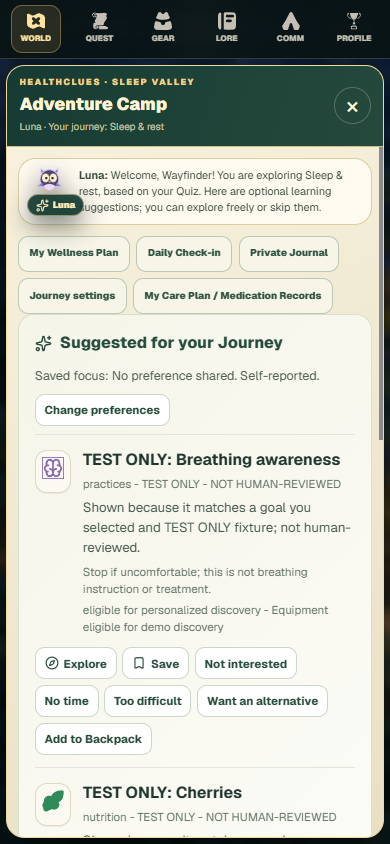 WORLD QUEST GEAR LORE COMM PROFILE
HEALTHCLUES · SLEEP VALLEY
Adventure Camp
Luna · Your journey: Sleep & rest
Luna: Welcome, Wayfinder! You are exploring Sleep &
rest, based on your Quiz. Here are optional learning
suggestions; you can explore freely or skip them.
Luna
My Wellness Plan Daily Check-in Private Journal
Journey settings My Care Plan / Medication Records
Suggested for your Journey
Saved focus: No preference shared. Self-reported.
Change preferences
TEST ONLY: Breathing awareness
practices - TEST ONLY - NOT HUMAN-REVIEWED
Shown because it matches a goal you
selected and TEST ONLY fixture; not human-
reviewed.
Stop if uncomfortable; this is not breathing
instruction or treatment.
eligible for personalized discovery - Equipment
eligible for demo discovery
Explore Save Not interested
No time Too difficult Want an alternative
Add to Backpack
TEST ONLY: Cherries
nutrition - TEST ONLY - NOT HUMAN-REVIEWED